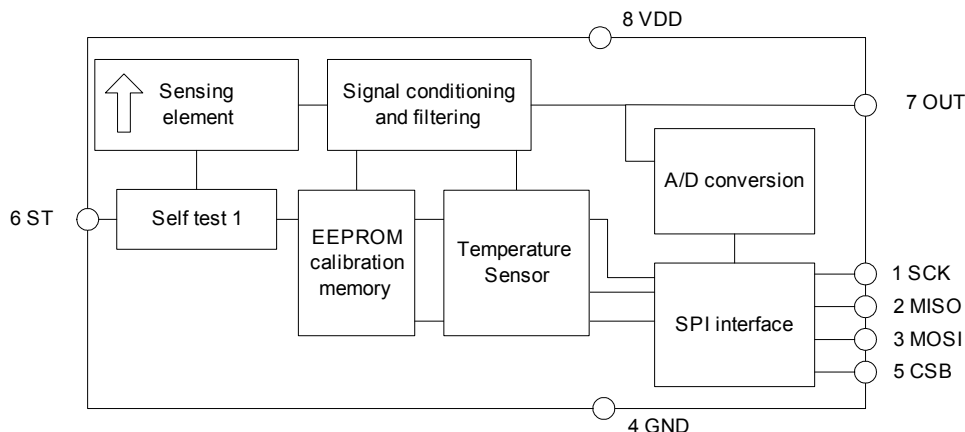 8 VDD
Sensing
element
Signal conditioning
and filtering
7 OUT
A/D conversion
6 ST
Self test 1
EEPROM
calibration
memory
Temperature
Sensor
SPI interface
1 SCK
2 MISO
3 MOSI
5 CSB
4 GND